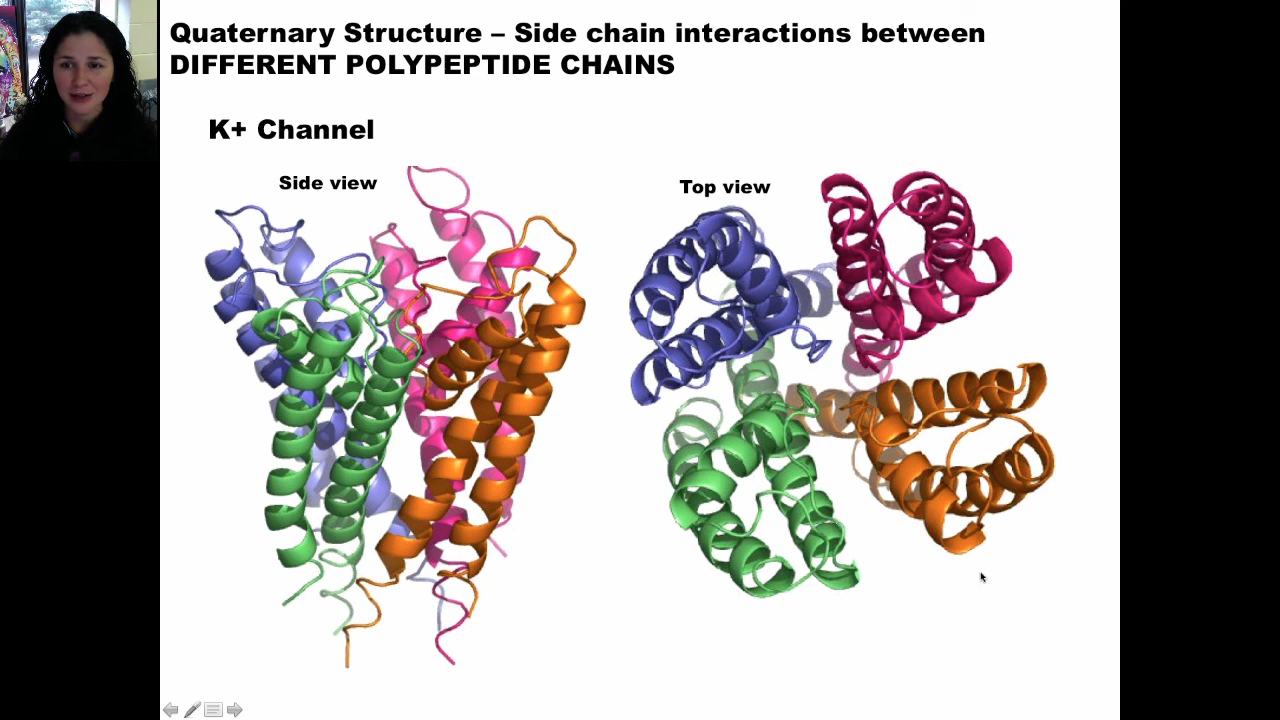 Quaternary Structure – Side chain interactions between
DIFFERENT POLYPEPTIDE CHAINS
K+ Channel
Side view
Top view